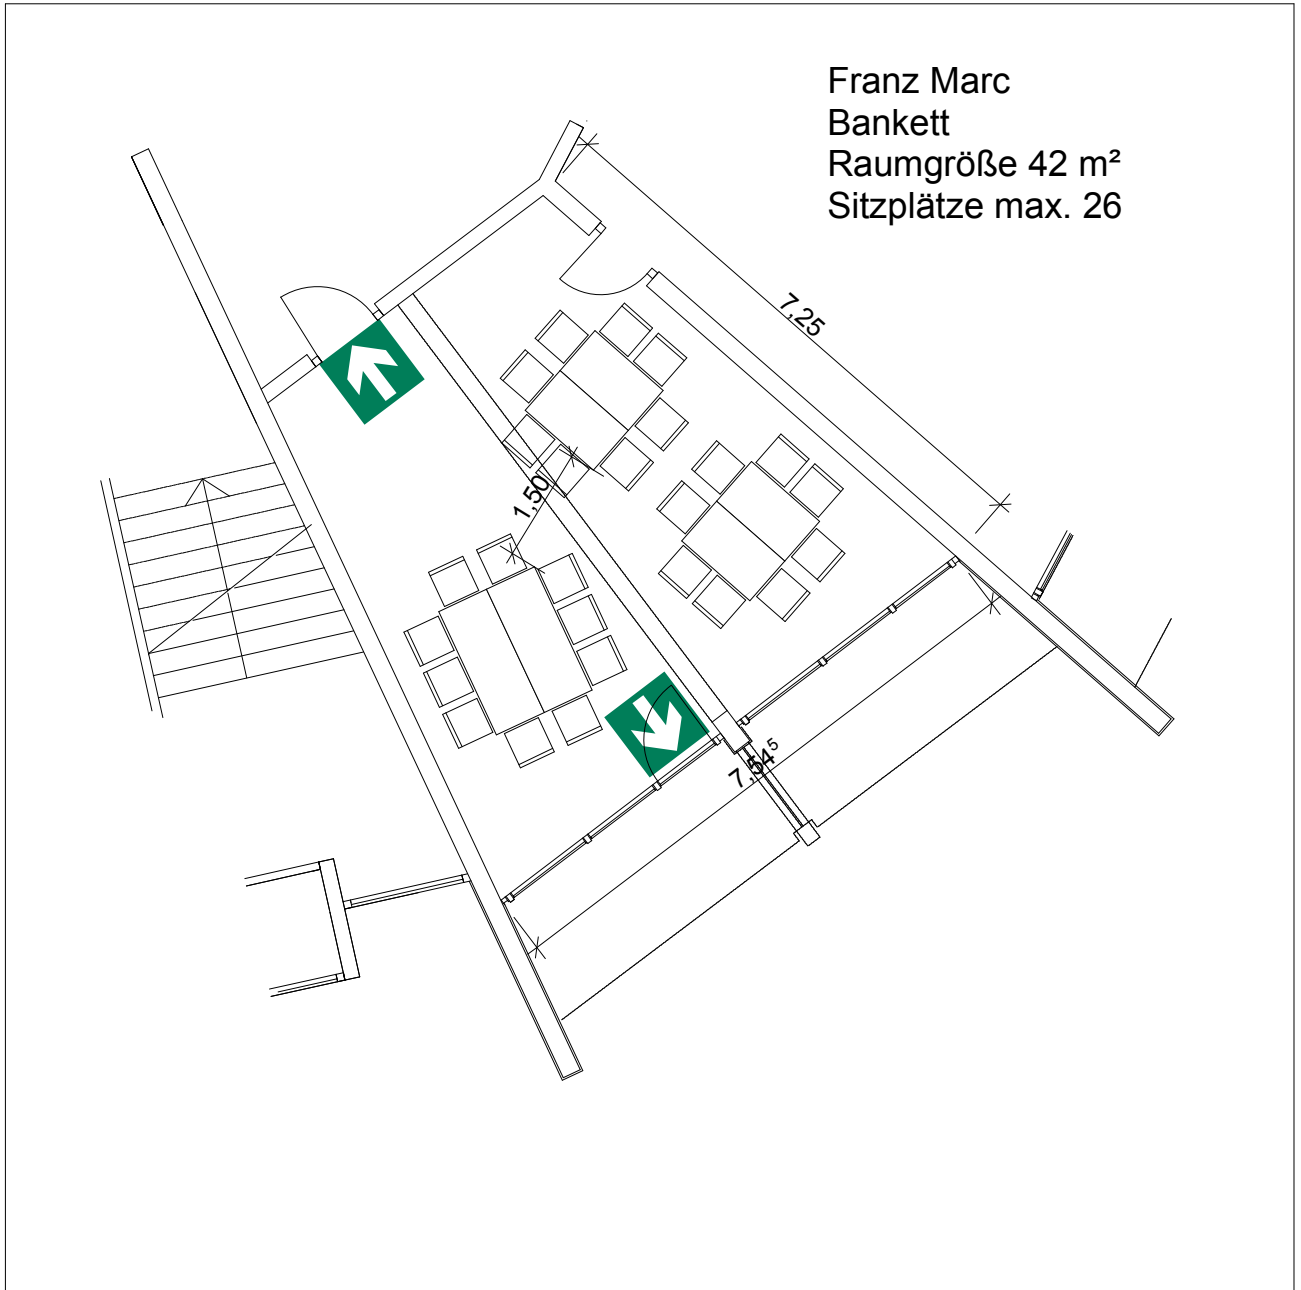 Franz Marc
Bankett
Raumgröße 42 m²
Sitzplätze max. 26
7,25
1,50
7,54⁵